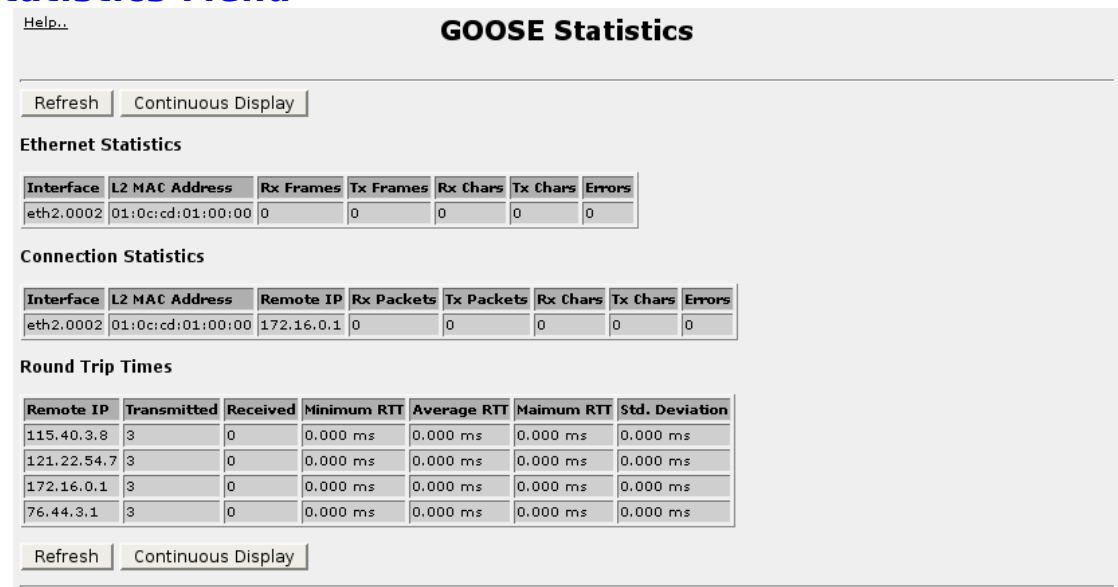 Statistics Menu
Help..
GOOSE Statistics
Refresh Continuous Display
Ethernet Statistics
Interface L2 MAC Address Rx Frames Tx Frames Rx Chars Tx Chars Errors
eth2.0002 01:0c:cd:01:00:00 0 0 0 0 0
Connection Statistics
Interface L2 MAC Address Remote IP Rx Packets Tx Packets Rx Chars Tx Chars Errors
eth2.0002 01:0c:cd:01:00:00 172.16.0.1 0 0 0 0 0
Round Trip Times
Remote IP Transmitted Received Minimum RTT Average RTT Maimum RTT Std. Deviation
115.40.3.8 3 0 0.000 ms 0.000 ms 0.000 ms 0.000 ms
121.22.54.7 3 0 0.000 ms 0.000 ms 0.000 ms 0.000 ms
172.16.0.1 3 0 0.000 ms 0.000 ms 0.000 ms 0.000 ms
76.44.3.1 3 0 0.000 ms 0.000 ms 0.000 ms 0.000 ms
Refresh Continuous Display